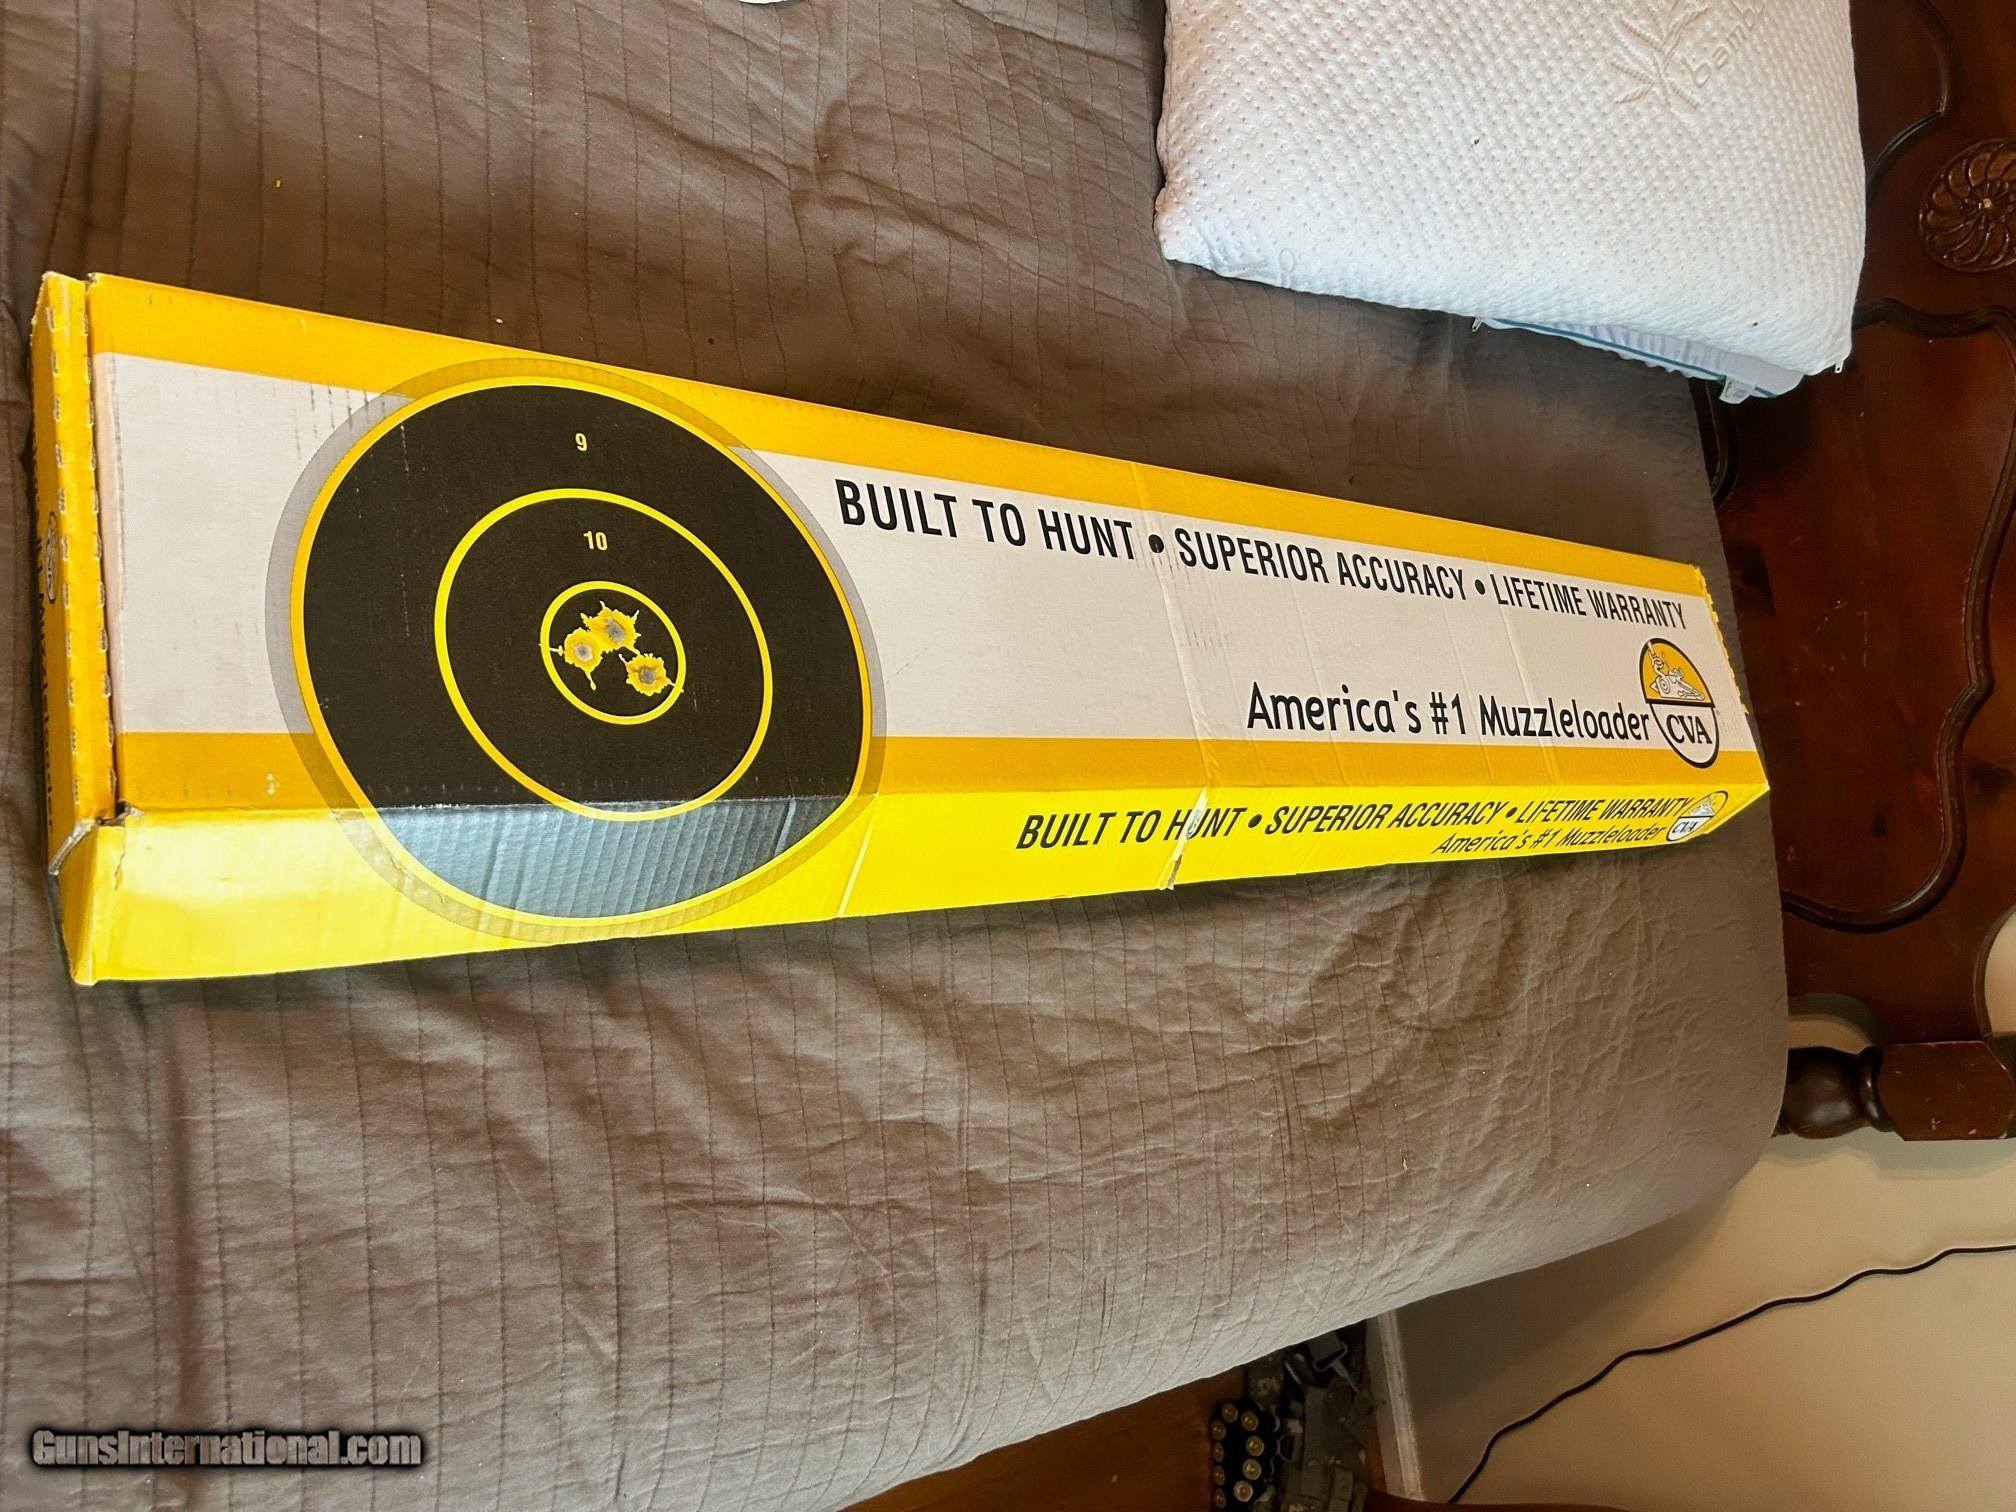 bamb
9
10
BUILT TO HUNT • SUPERIOR ACCURACY • LIFETIME WARRANTY
America's #1 Muzzleloader
CVA
BUILT TO HUNT • SUPERIOR ACCURACY • LIFETIME WARRANTY
America's #1 Muzzleloader
CVA
GunsInternational.com